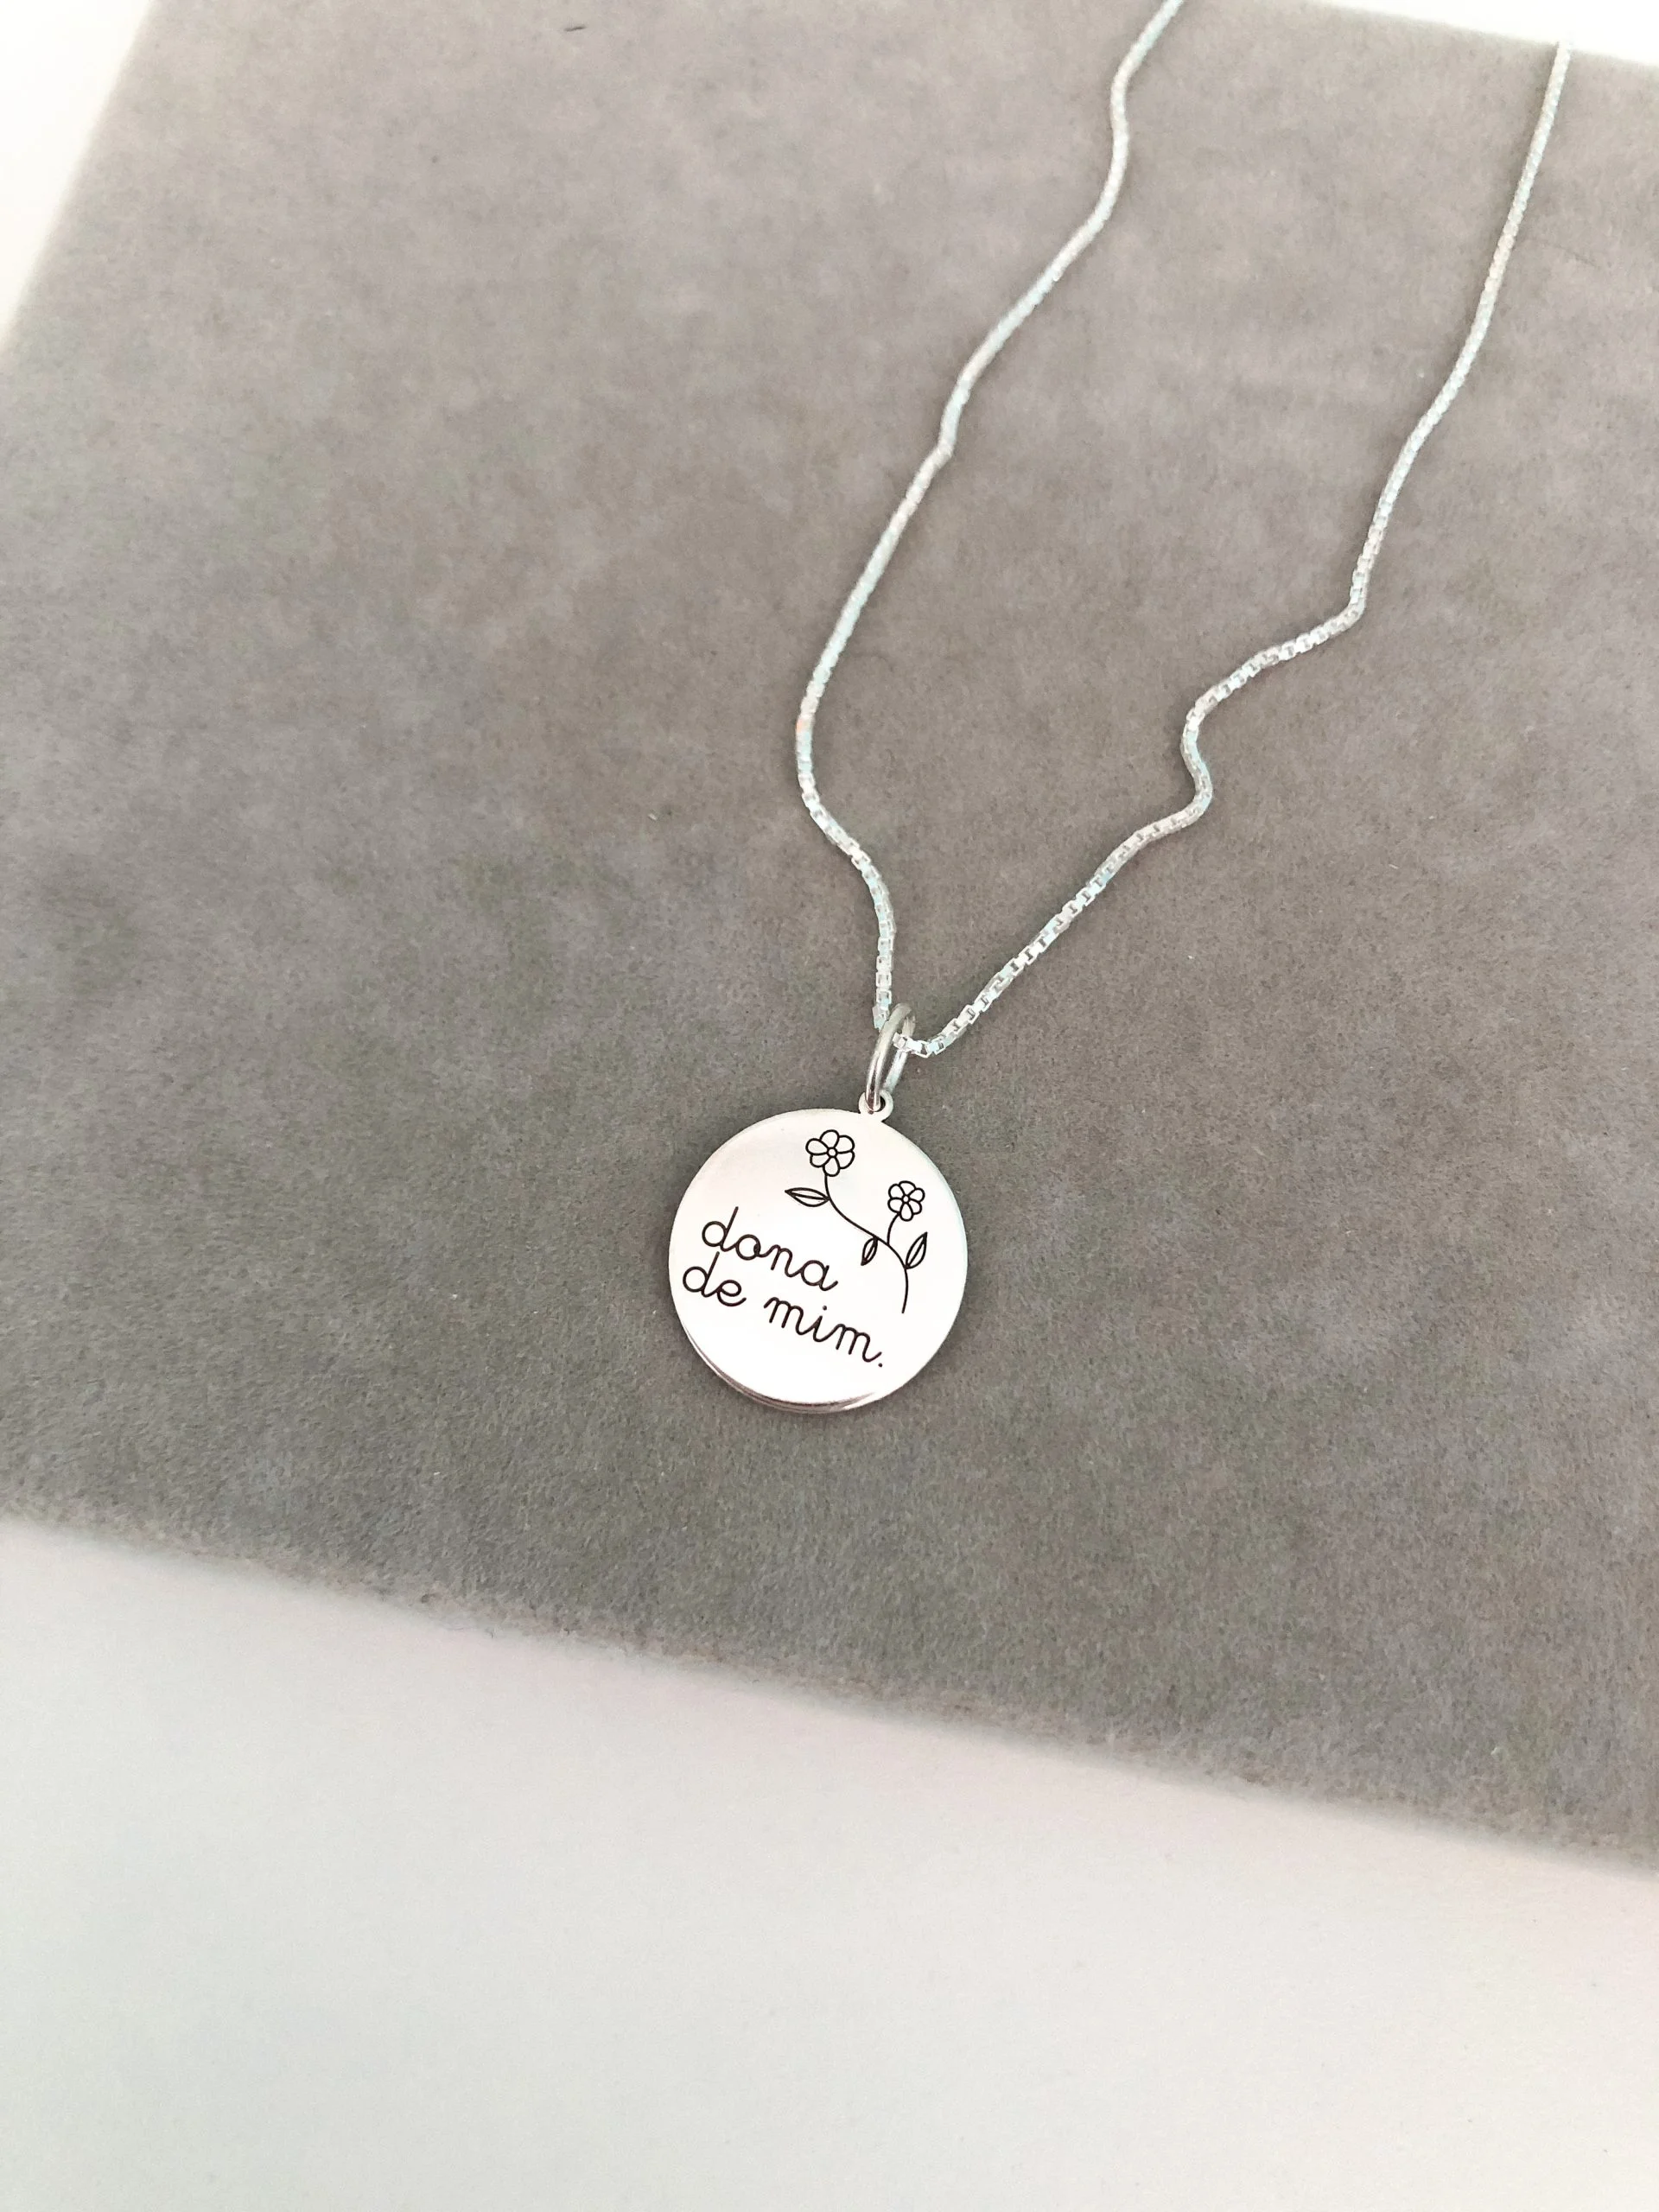 dona
de mim.